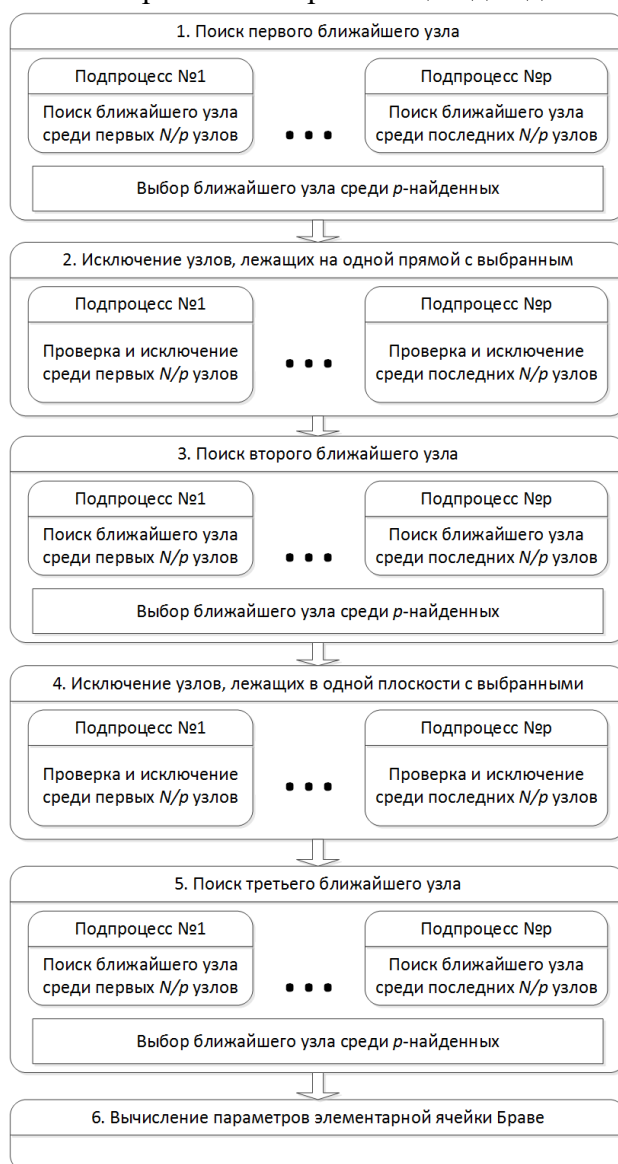 1. Поиск первого ближайшего узла
Подпроцесс №1
Подпроцесс №p
Поиск ближайшего узла
среди первых N/p узлов
Поиск ближайшего узла
среди последних N/p узлов
Выбор ближайшего узла среди p-найденных
2. Исключение узлов, лежащих на одной прямой с выбранным
Подпроцесс №1
Подпроцесс №p
Проверка и исключение
среди первых N/p узлов
Проверка и исключение
среди последних N/p узлов
3. Поиск второго ближайшего узла
Подпроцесс №1
Подпроцесс №p
Поиск ближайшего узла
среди первых N/p узлов
Поиск ближайшего узла
среди последних N/p узлов
Выбор ближайшего узла среди p-найденных
4. Исключение узлов, лежащих в одной плоскости с выбранными
Подпроцесс №1
Подпроцесс №p
Проверка и исключение
среди первых N/p узлов
Проверка и исключение
среди последних N/p узлов
5. Поиск третьего ближайшего узла
Подпроцесс №1
Подпроцесс №p
Поиск ближайшего узла
среди первых N/p узлов
Поиск ближайшего узла
среди последних N/p узлов
Выбор ближайшего узла среди p-найденных
6. Вычисление параметров элементарной ячейки Браве